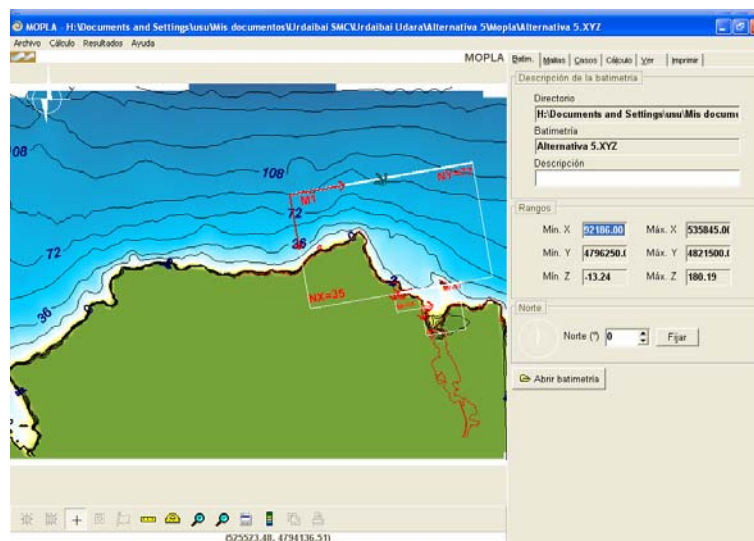 MOPLA - H:\Documents and Settings\usu\Mis documentos\Urdaibai SMC\Urdaibai Udara\Alternativa 5\Mopla\Alternativa 5.XYZ
Archivo Cálculo Resultados Ayuda
MOPLA
Batim. Mallas Casos Cálculo Ver Imprimir
Descripción de la batimetría
Directorio
H:\Documents and Settings\usu\Mis docume
Batimetría
Alternativa 5.XYZ
Descripción
Rangos
Mín. X 92186.00 Máx. X 535845.0
Mín. Y 4796250. Máx. Y 4821500.
Mín. Z -13.24 Máx. Z 180.19
Norte
Norte (º) 0 Fijar
Abrir batimetría
108
108
NY=77
M1
72
72
36
0
36
0
NX=35
(525523.48, 4794136.51)